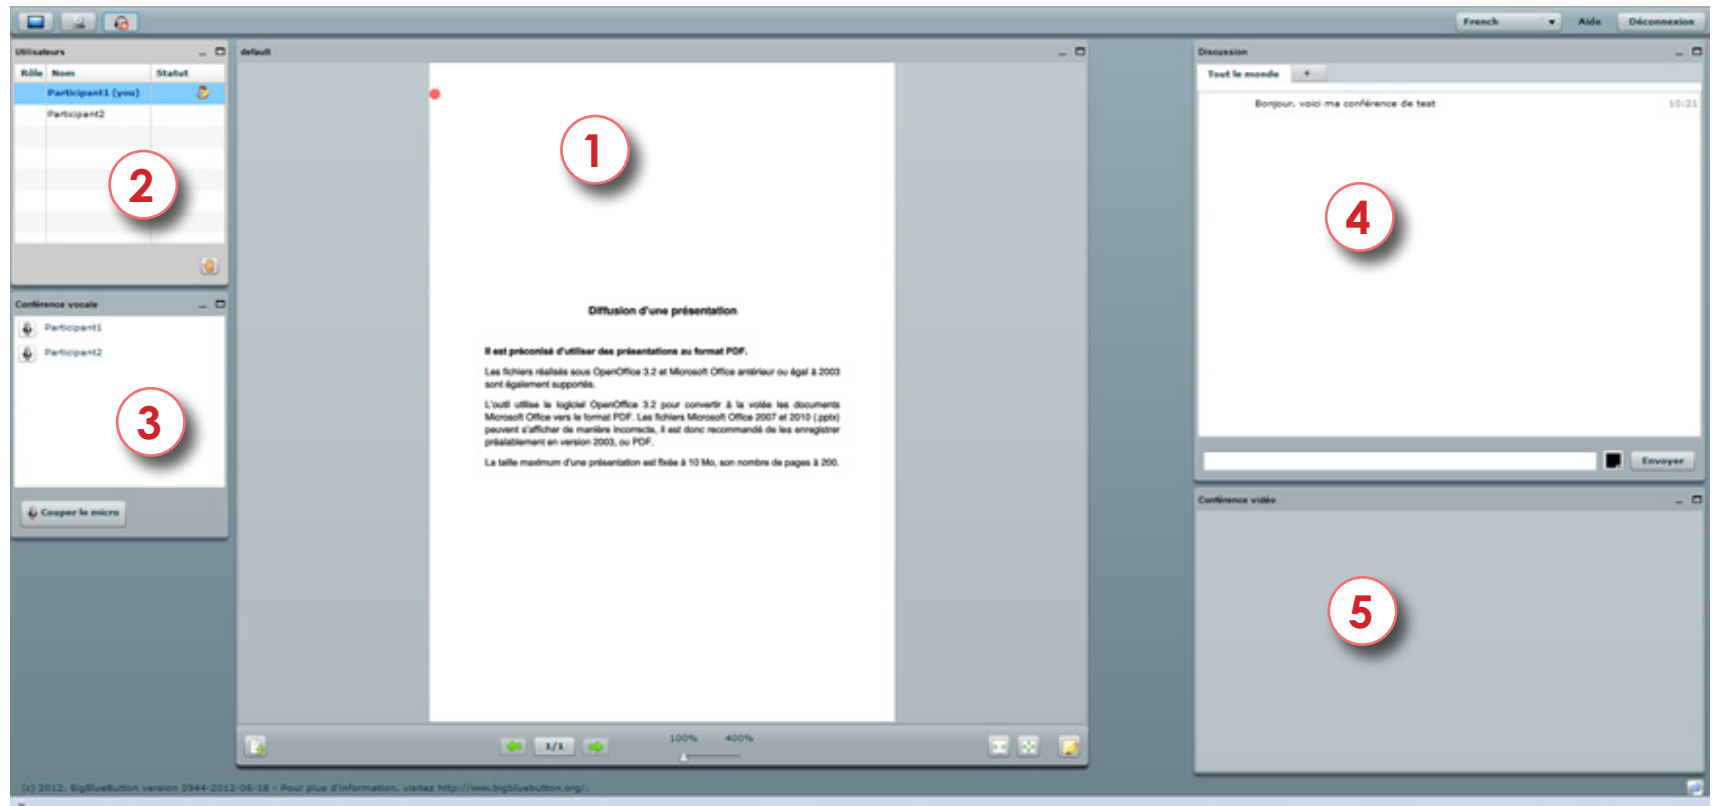 French
Aide
Déconnexion
Utilisateurs
Rôle Nom Statut
Participant1 (you)
Participant2
2
Conférence vocale
Participant1
Participant2
3
Couper le micro
default
1
Diffusion d'une présentation
Il est préconisé d'utiliser des présentations au format PDF.
Les fichiers réalisés sous OpenOffice 3.2 et Microsoft Office antérieur ou égal à 2003
sont également supportés.
L'outil utilise le logiciel OpenOffice 3.2 pour convertir à la volée les documents
Microsoft Office vers le format PDF. Les fichiers Microsoft Office 2007 et 2010 (.pptx)
peuvent s'afficher de manière incorrecte, il est donc recommandé de les enregistrer
préalablement en version 2003, ou PDF.
La taille maximum d'une présentation est fixée à 10 Mo, son nombre de pages à 200.
1/1
100% 400%
Discussion
Tout le monde +
Bonjour, voici ma conférence de test 10:21
4
Envoyer
Conférence vidéo
5
(c) 2012, BigBlueButton version 3944-2012-06-18 - Pour plus d'information, visitez http://www.bigbluebutton.org/.